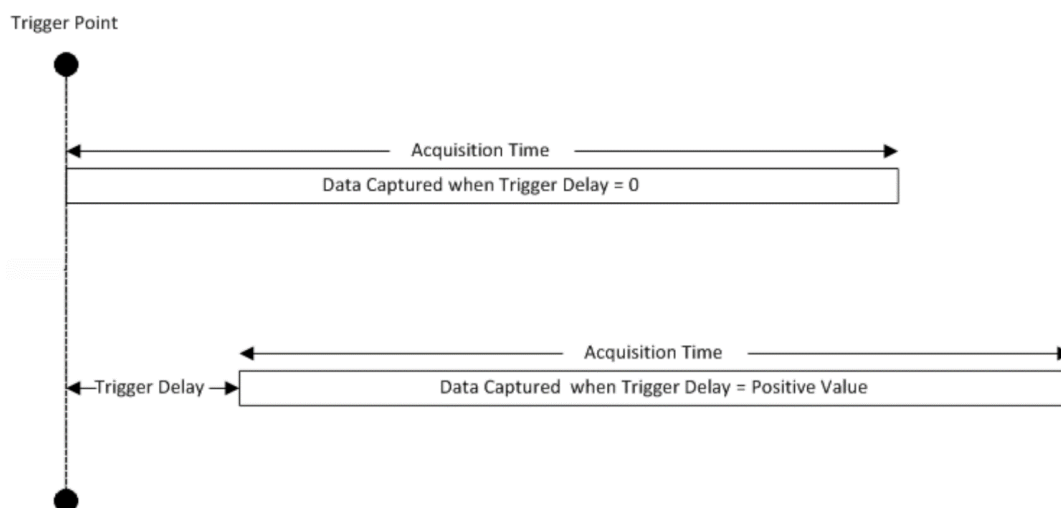 Trigger Point
Acquisition Time
Data Captured when Trigger Delay = 0
Acquisition Time
Trigger Delay
Data Captured when Trigger Delay = Positive Value